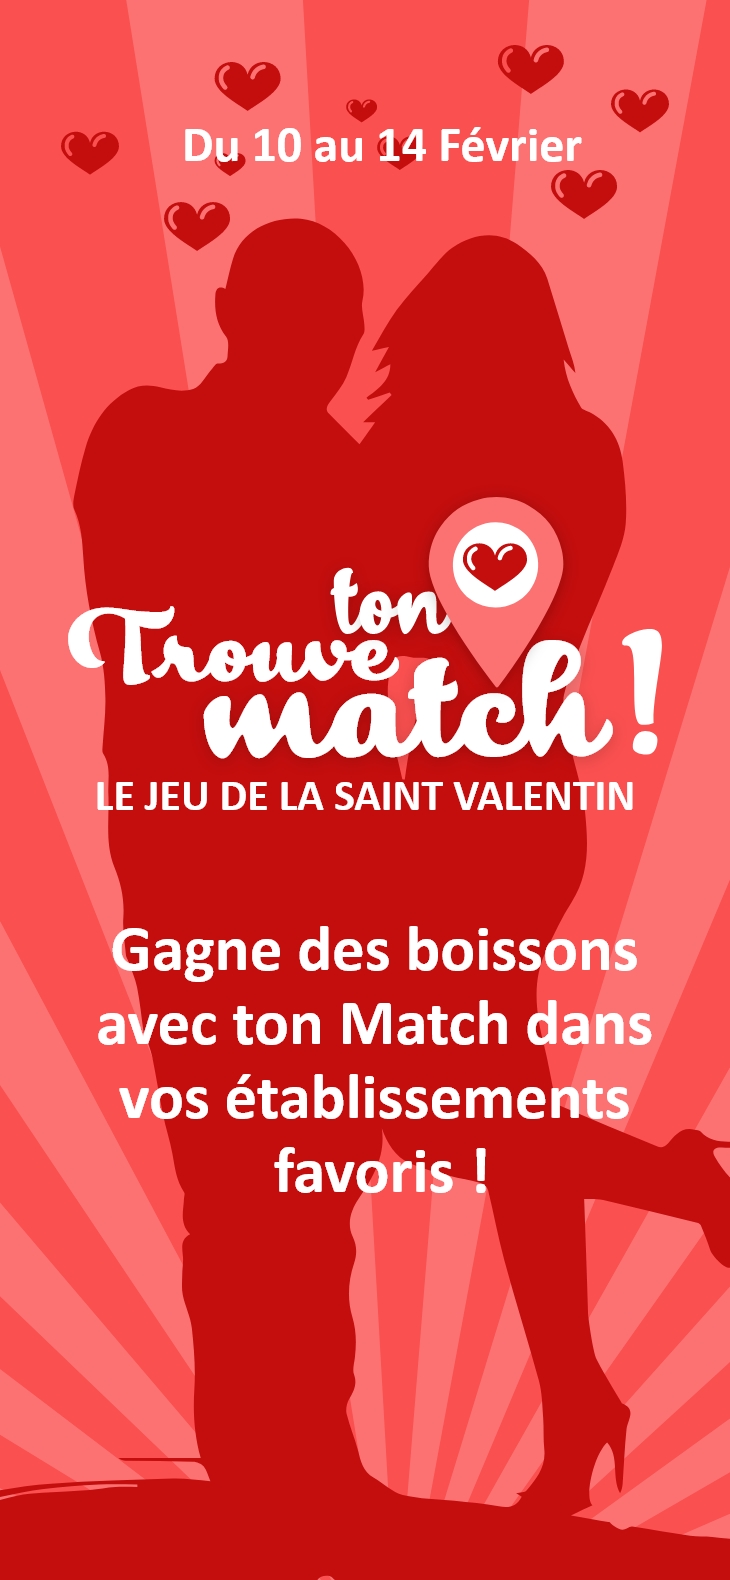 Du 10 au 14 Février
Trouve ton
match !
LE JEU DE LA SAINT VALENTIN
Gagne des boissons
avec ton Match dans
vos établissements
favoris !